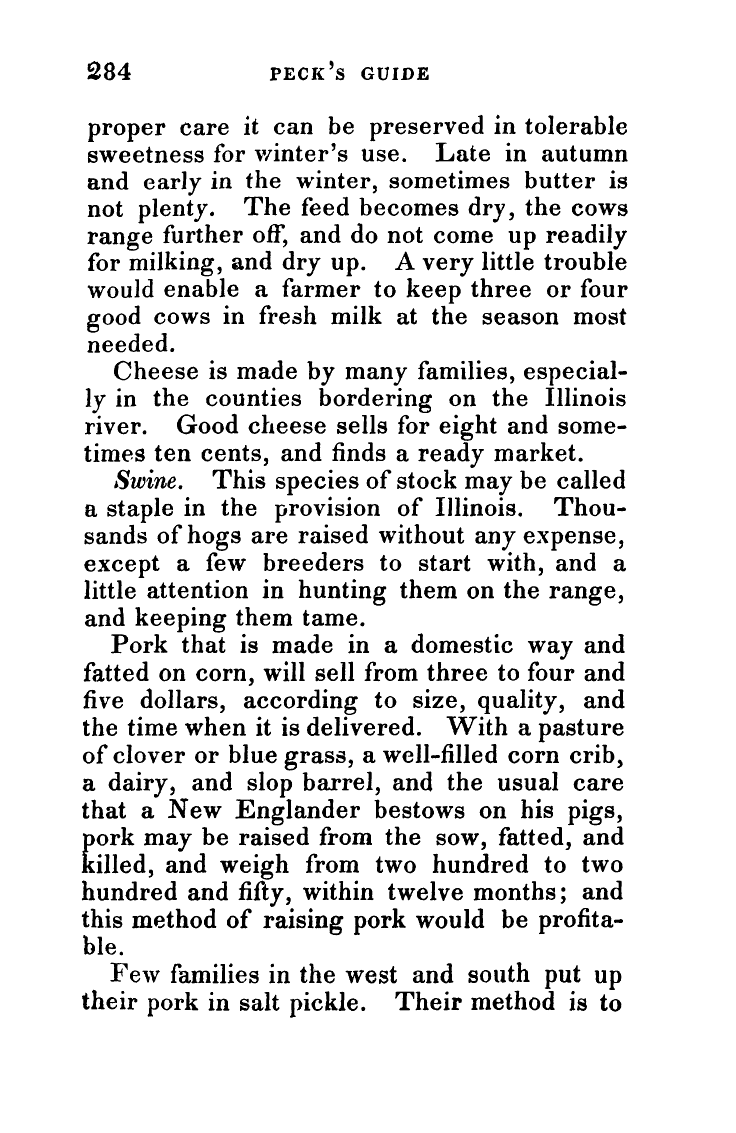 284 PECK'S GUIDE
proper care it can be preserved in tolerable
sweetness for winter's use. Late in autumn
and early in the winter, sometimes butter is
not plenty. The feed becomes dry, the cows
range further off, and do not come up readily
for milking, and dry up. A very little trouble
would enable a farmer to keep three or four
good cows in fresh milk at the season most
needed.
Cheese is made by many families, especial-
ly in the counties bordering on the Illinois
river. Good cheese sells for eight and some-
times ten cents, and finds a ready market.
Swine. This species of stock may be called
a staple in the provision of Illinois. Thou-
sands of hogs are raised without any expense,
except a few breeders to start with, and a
little attention in hunting them on the range,
and keeping them tame.
Pork that is made in a domestic way and
fatted on corn, will sell from three to four and
five dollars, according to size, quality, and
the time when it is delivered. With a pasture
of clover or blue grass, a well-filled corn crib,
a dairy, and slop barrel, and the usual care
that a New Englander bestows on his pigs,
pork may be raised from the sow, fatted, and
killed, and weigh from two hundred to two
hundred and fifty, within twelve months; and
this method of raising pork would be profita-
ble.
Few families in the west and south put up
their pork in salt pickle. Their method is to